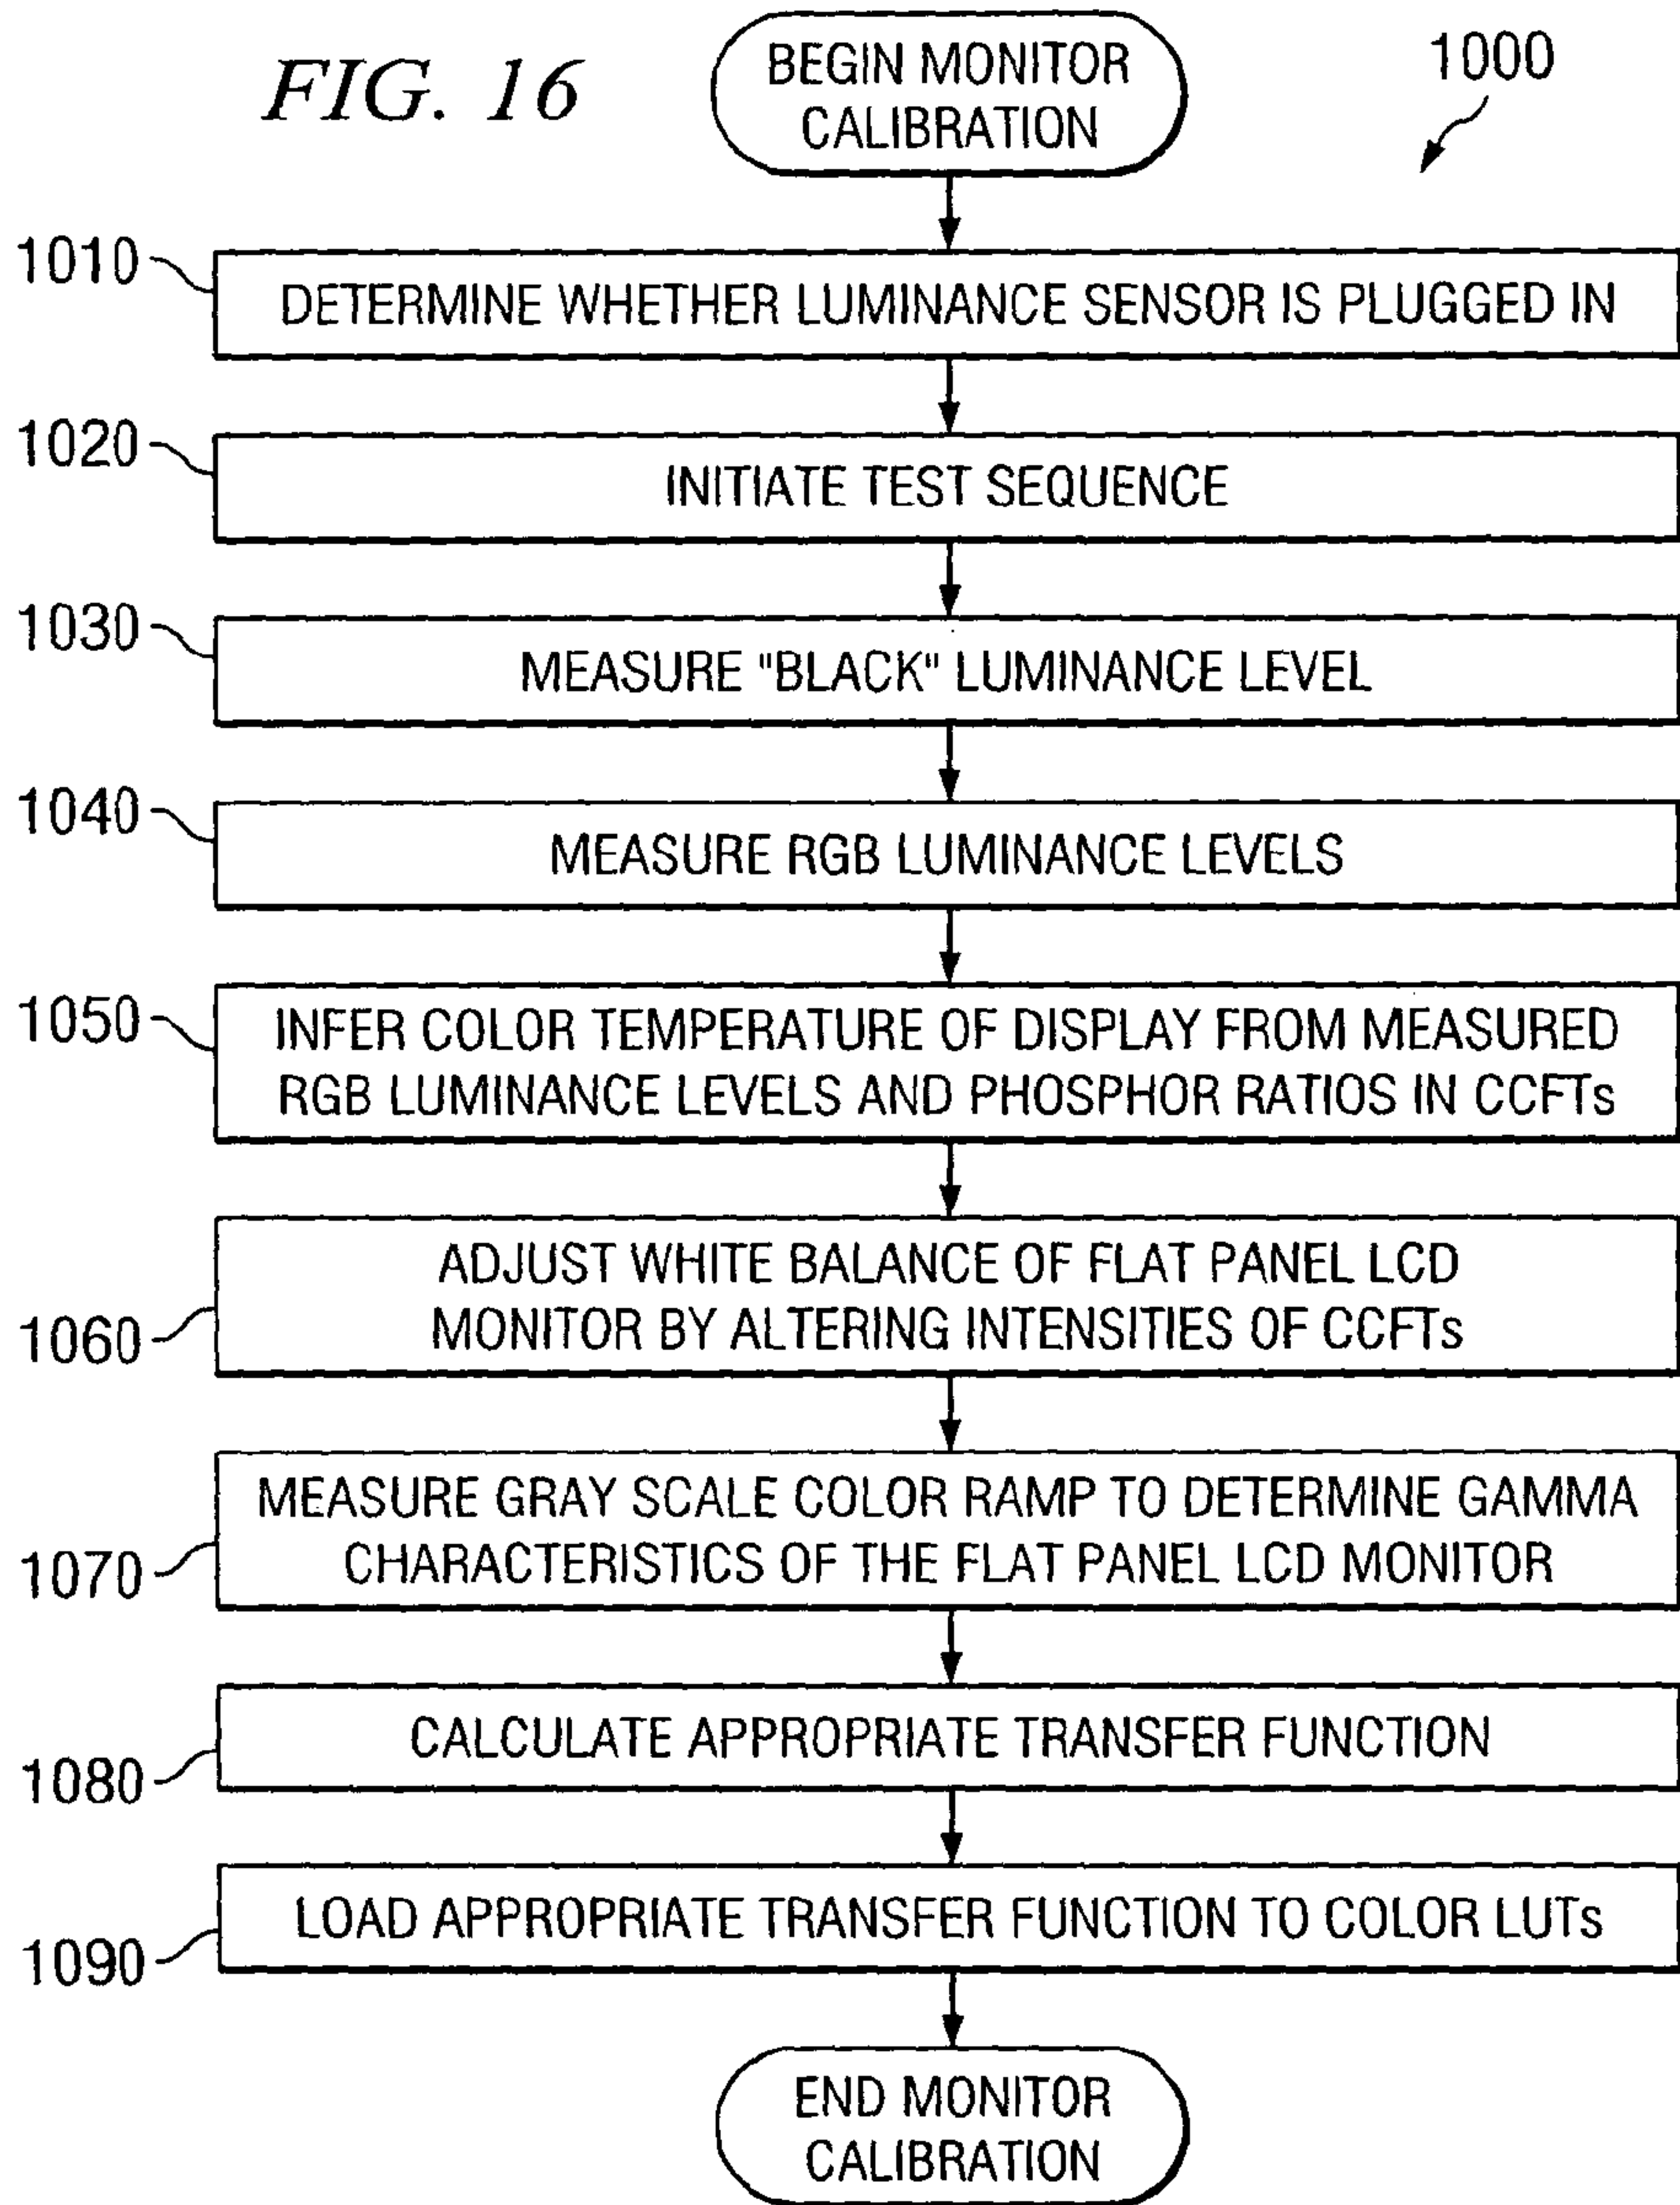 FIG. 16
BEGIN MONITOR
CALIBRATION
1000
1010
DETERMINE WHETHER LUMINANCE SENSOR IS PLUGGED IN
1020
INITIATE TEST SEQUENCE
1030
MEASURE "BLACK" LUMINANCE LEVEL
1040
MEASURE RGB LUMINANCE LEVELS
1050
INFER COLOR TEMPERATURE OF DISPLAY FROM MEASURED
RGB LUMINANCE LEVELS AND PHOSPHOR RATIOS IN CCFTs
1060
ADJUST WHITE BALANCE OF FLAT PANEL LCD
MONITOR BY ALTERING INTENSITIES OF CCFTs
1070
MEASURE GRAY SCALE COLOR RAMP TO DETERMINE GAMMA
CHARACTERISTICS OF THE FLAT PANEL LCD MONITOR
1080
CALCULATE APPROPRIATE TRANSFER FUNCTION
1090
LOAD APPROPRIATE TRANSFER FUNCTION TO COLOR LUTs
END MONITOR
CALIBRATION